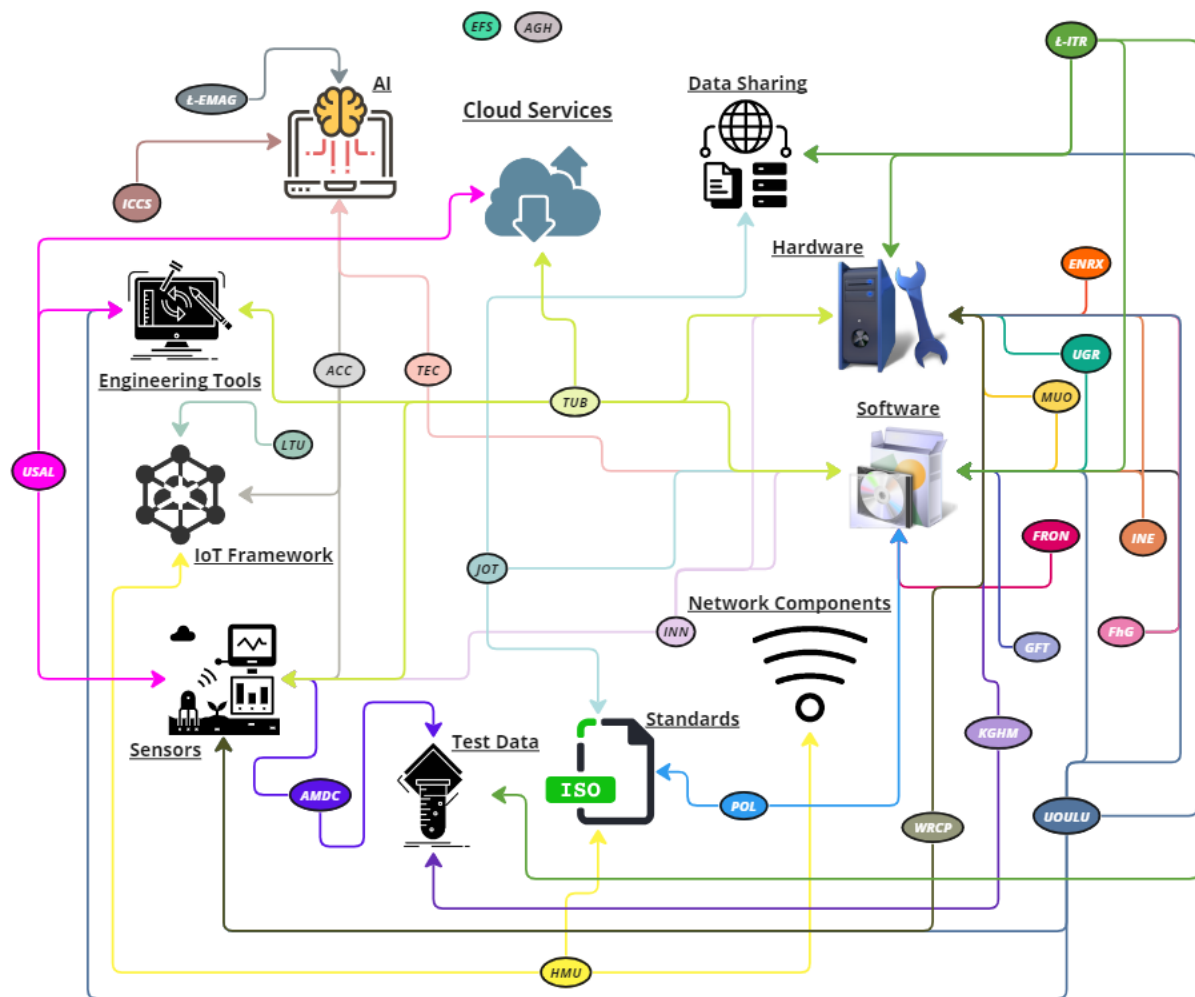 EFS
AGH
Ł-ITR
AI
Data Sharing
Ł-EMAG
Cloud Services
ICCS
Hardware
ENRX
UGR
ACC
TEC
Engineering Tools
MUO
TUB
Software
LTU
USAL
FRON
INE
IoT Framework
JOT
Network Components
INN
FhG
GFT
Standards
KGHM
Test Data
Sensors
ISO
AMDC
POL
UOULU
WRCP
HMU